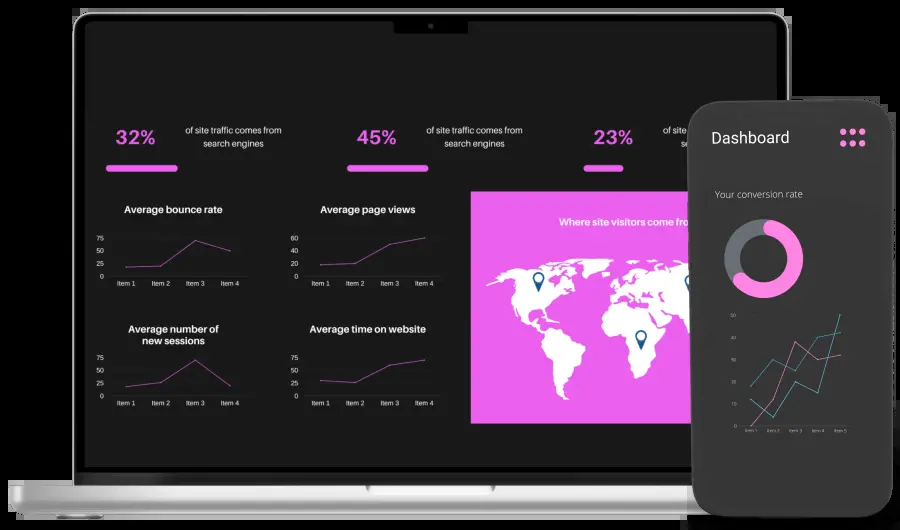 32%
of site traffic comes from
search engines
45%
of site traffic comes from
search engines
23%
of site
Average bounce rate
75
50
25
0
Item 1 Item 2 Item 3 Item 4
Average page views
60
40
20
0
Item 1 Item 2 Item 3 Item 4
Where site visitors come fro
Average number of
new sessions
75
50
25
0
Item 1 Item 2 Item 3 Item 4
Average time on website
75
50
25
0
Item 1 Item 2 Item 3 Item 4
Dashboard
Your conversion rate
50
40
30
20
10
0
Item 1 Item 2 Item 3 Item 4 Item 5